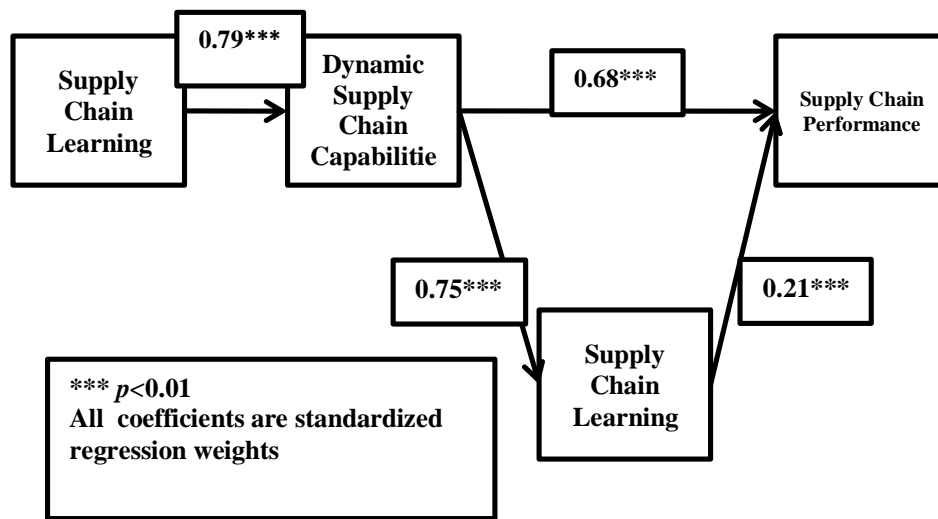 0.79***
Supply
Chain
Learning
Dynamic
Supply
Chain
Capabilitie
0.68***
Supply Chain
Performance
0.75***
0.21***
Supply
Chain
Learning
*** p<0.01
All coefficients are standardized
regression weights